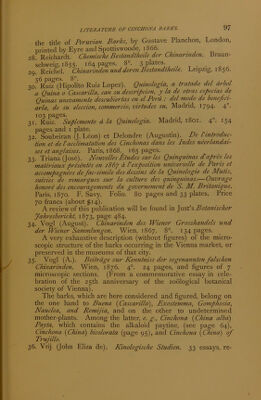 LITERATURE OF CINCHONA BARKS. 97
the title of Peruvian Barks, by Gustave Planchon, London,
printed by Eyre and Spottiswoode, 1866.
28. Reichardt. Chemische Bestandtheile der Chinarinden. Braun-
schweig, 1855. 164 pages. 8°. 3 plates.
29. Reichel. Chinarinden und deren Bestandtheile. Leipzig, 1856.
56 pages. 8°.
30. Ruiz (Hipolito Ruiz Lopez). Quinologia, o tratado del árbol
a Quina o Cascarilla, con su descripcion, y la de otras especies de
Quinas nuevamente descubiertas en el Perú; del modo de benefici-
arla, de su eleccion, commercio, virtudes &c. Madrid, 1794. 4°.
103 pages.
31. Ruiz. Suplemento à la Quinologia. Madrid, 1801. 4°. 154
pages and 1 plate.
32. Soubeiran (J. Léon) et Delondre (Augustin). De l'introduc-
tion et de l'acclimatation des Cinchonas dans les Indes néerlandai-
ses et anglaises. Paris, 1868, 165 pages.
33. Triana (José). Nouvelles Études sur les Quinquinas d'après les
matériaux présentés en 1867 à l'exposition universelle de Paris et
accompagnées de fac-similé des dessins de la Quinologie de Mutis,
suivies de remarques sur la culture des quinquinas—Ouvrage
honoré des encouragements du gouvernement de S. M. Britanique.
Paris, 1870. F. Savy. Folio. 80 pages and 33 plates. Price
70 francs (about $14).
A review of this publication will be found in Just's Botanischer
Jahresbericht, 1873, page 484.
34. Vogl (August). Chinarinden des Wiener Grosshandels und
der Wiener Sammlungen. Wien, 1867. 8°. 134 pages.
A very exhaustive description (without figures) of the micro-
scopic structure of the barks occurring in the Vienna market, or
preserved in the museums of that city.
35. Vogl (A.). Beiträge zur Kenntniss der sogenannten falschen
Chinarinden. Wien, 1876. 4°. 24 pages, and figures of 7
microscopic sections. (From a commemorative essay in cele-
bration of the 25th anniversary of the zoölogical botanical
society of Vienna).
The barks, which are here considered and figured, belong on
the one hand to Buena (Cascarilla), Exostemma, Gomphosia,
Nauclea, and Remijia, and on the other to undetermined
mother-plants. Among the latter, e. g., Cinchona (China alba)
Payta, which contains the alkaloid paytine, (see page 64),
Cinchona (China) bicolorata (page 95), and Cinchona (China) of
Trujillo.
36. Vrij (John Eliza de). Kinologische Studien. 33 essays, re-